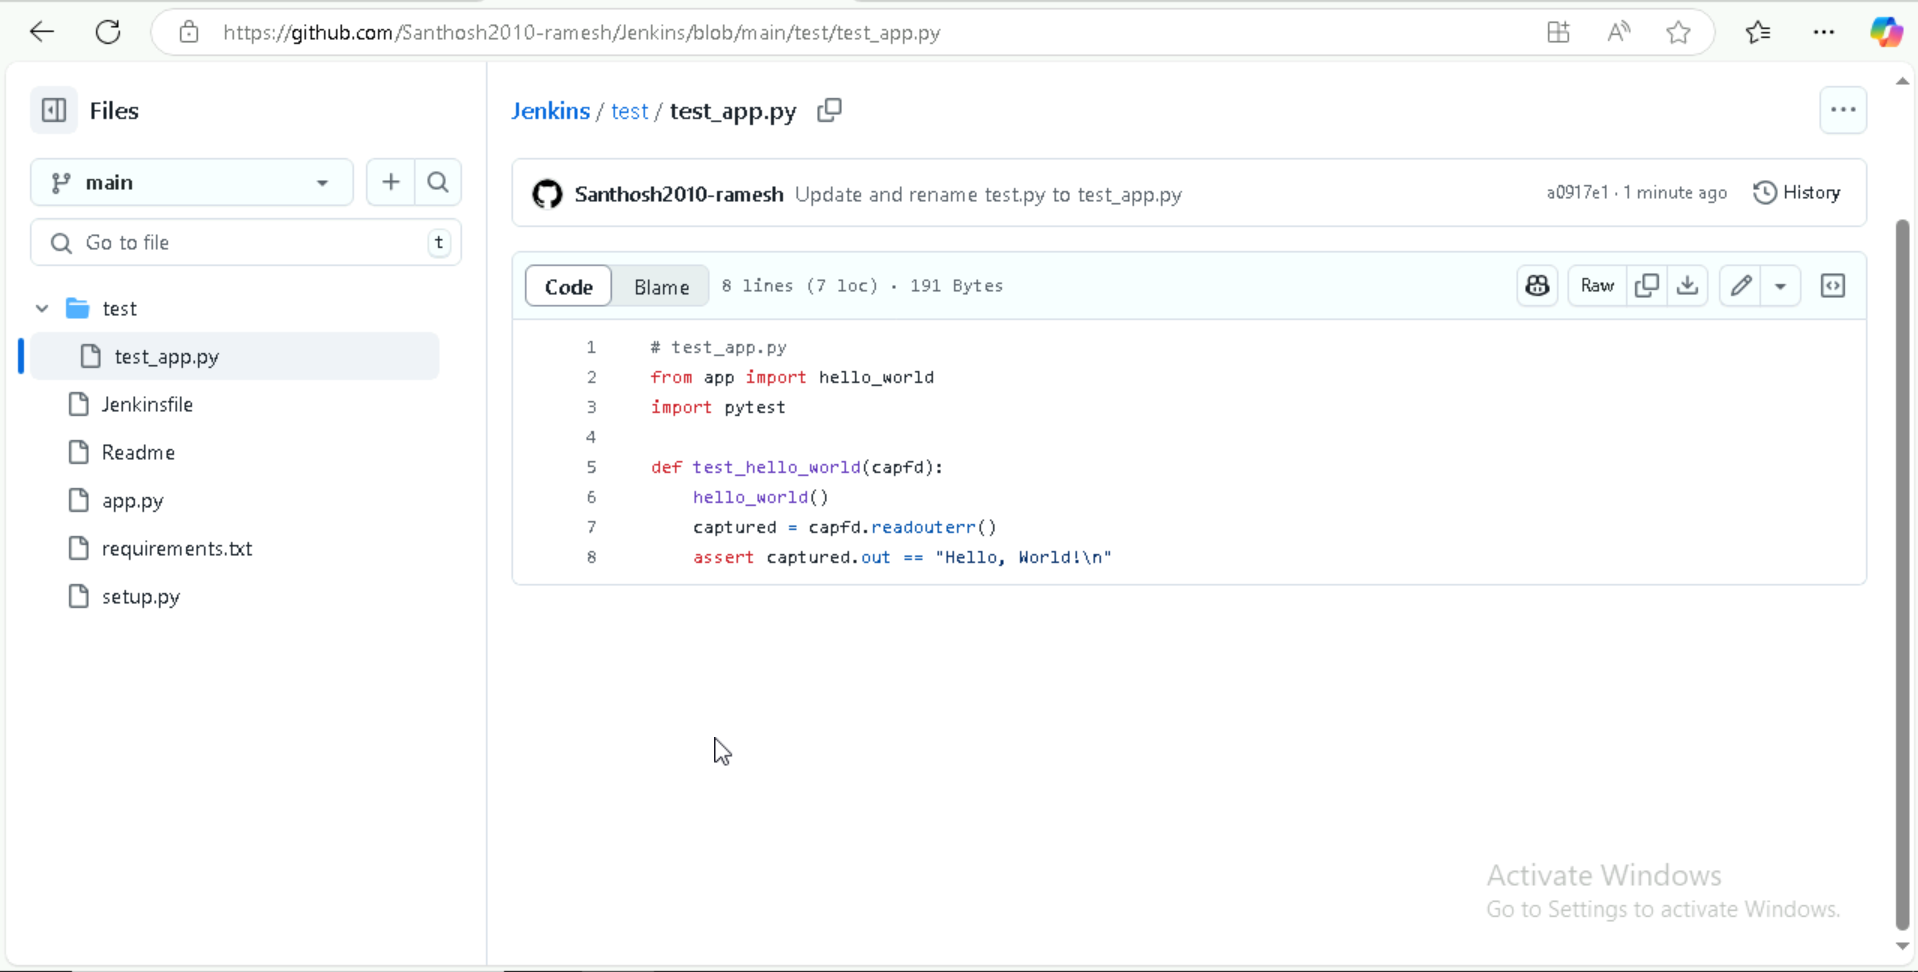 https://github.com/Santhosh2010-ramesh/Jenkins/blob/main/test/test_app.py
Files
main
Go to file
t
test
test_app.py
Jenkinsfile
Readme
app.py
requirements.txt
setup.py
Jenkins / test / test_app.py
Santhosh2010-ramesh Update and rename test.py to test_app.py
a0917e1 · 1 minute ago
History
Code
Blame
8 lines (7 loc) · 191 Bytes
Raw
1 # test_app.py
2 from app import hello_world
3 import pytest
4
5 def test_hello_world(capfd):
6     hello_world()
7     captured = capfd.readouterr()
8     assert captured.out == "Hello, World!\n"
Activate Windows
Go to Settings to activate Windows.